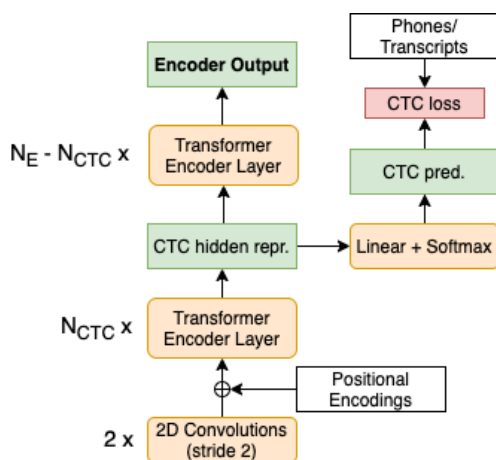 Phones/
Transcripts
Encoder Output
CTC loss
N_E - N_CTC x
Transformer
Encoder Layer
CTC pred.
CTC hidden repr.
Linear + Softmax
N_CTC x
Transformer
Encoder Layer
Positional
Encodings
2 x
2D Convolutions
(stride 2)